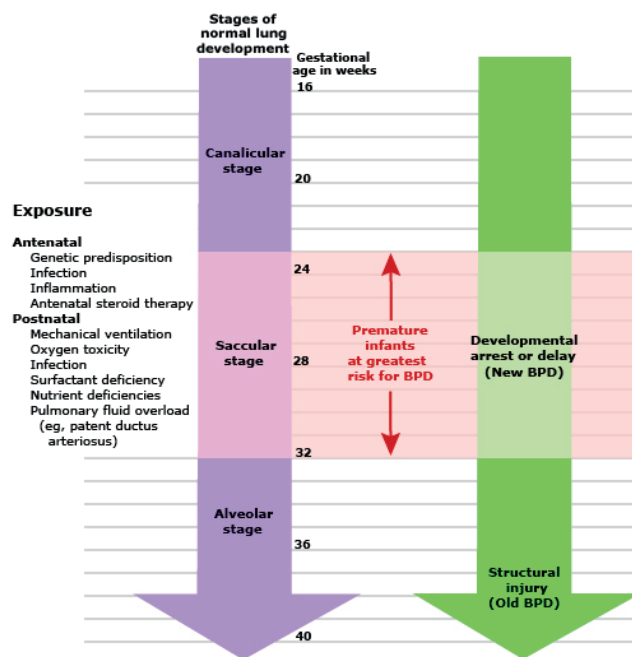 Stages of
normal lung
development
Gestational
age in weeks
16
Canalicular
stage
20
Exposure
Antenatal
Genetic predisposition
Infection
Inflammation
Antenatal steroid therapy
Postnatal
Mechanical ventilation
Oxygen toxicity
Infection
Surfactant deficiency
Nutrient deficiencies
Pulmonary fluid overload
(eg, patent ductus
arteriosus)
24
Saccular
stage
28
Premature
infants
at greatest
risk for BPD
Developmental
arrest or delay
(New BPD)
32
Alveolar
stage
36
Structural
injury
(Old BPD)
40